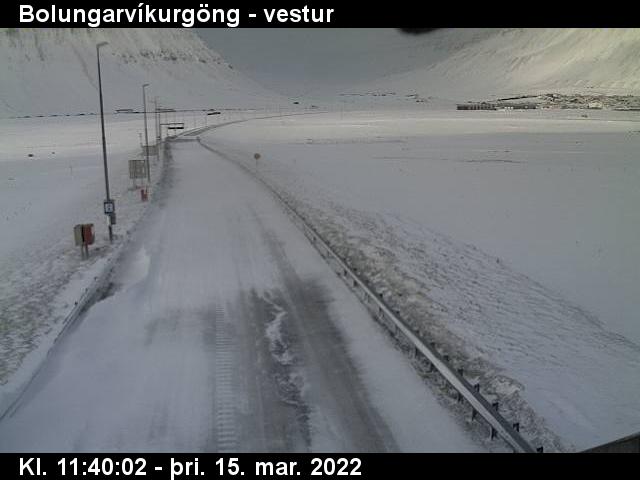 Bolungarvíkurgöng - vestur
Kl. 11:40:02 - þri. 15. mar. 2022